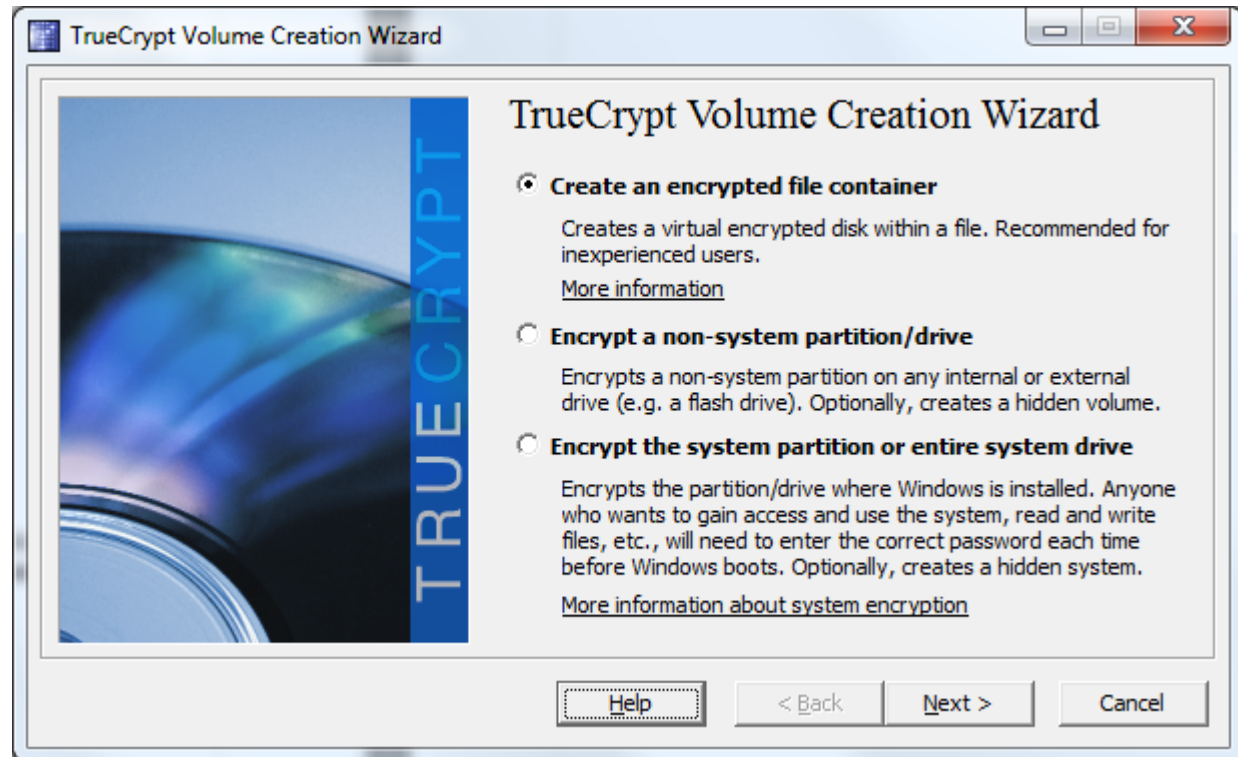 TrueCrypt Volume Creation Wizard
TRUECRYPT
TrueCrypt Volume Creation Wizard
Create an encrypted file container
Creates a virtual encrypted disk within a file. Recommended for
inexperienced users.
More information
Encrypt a non-system partition/drive
Encrypts a non-system partition on any internal or external
drive (e.g. a flash drive). Optionally, creates a hidden volume.
Encrypt the system partition or entire system drive
Encrypts the partition/drive where Windows is installed. Anyone
who wants to gain access and use the system, read and write
files, etc., will need to enter the correct password each time
before Windows boots. Optionally, creates a hidden system.
More information about system encryption
Help
< Back
Next >
Cancel